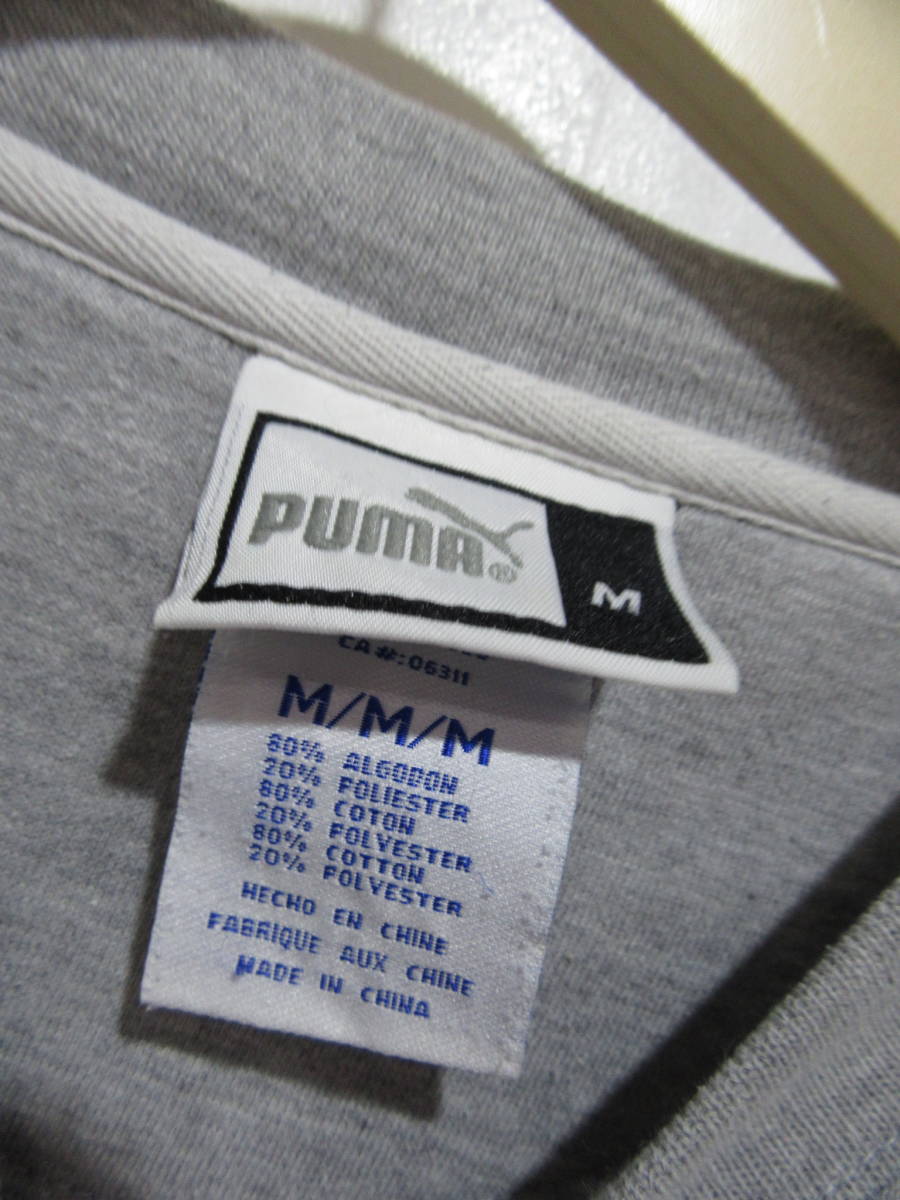 PUMA®
M
CA#:06311
M/M/M
80% ALGODON
20% POLIESTER
80% COTON
20% POLYESTER
80% COTTON
20% POLYESTER
HECHO EN CHINE
FABRIQUE AUX CHINE
MADE IN CHINA